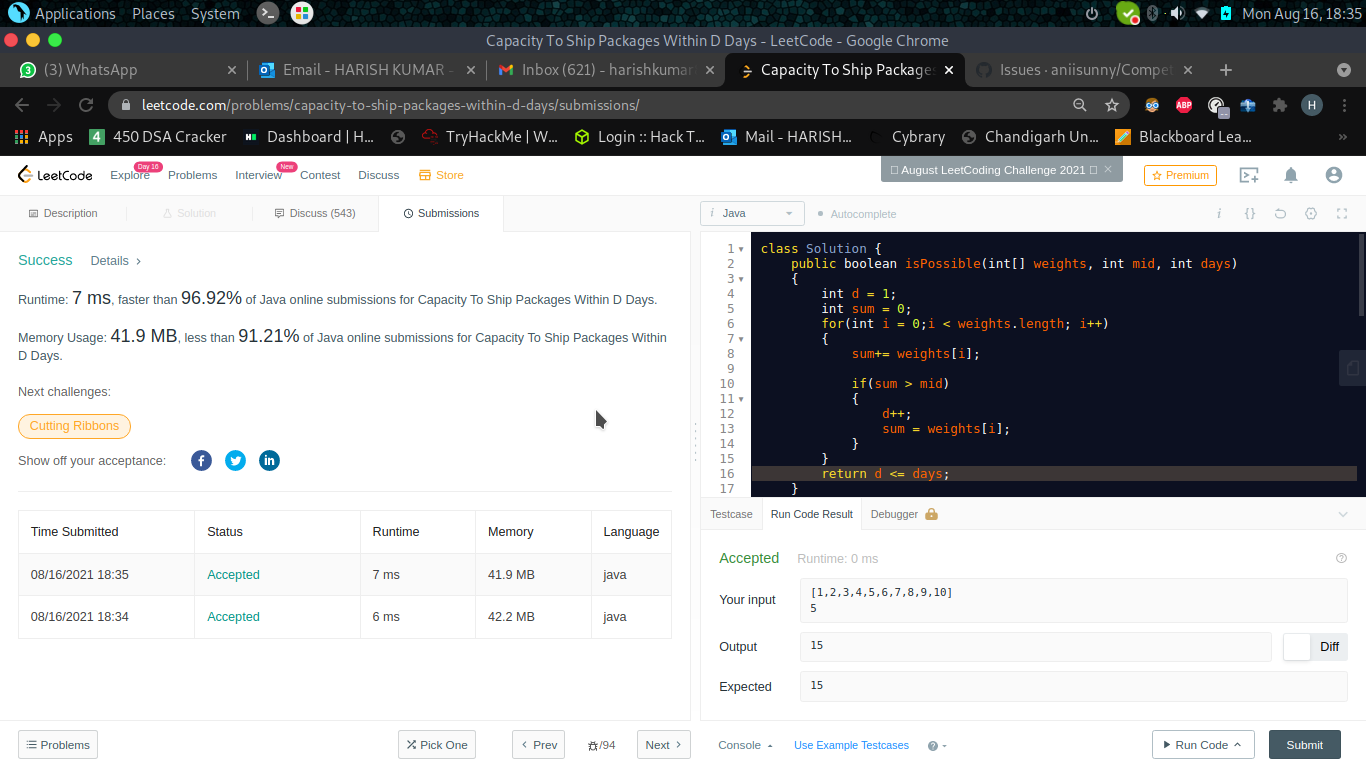 Applications Places System Mon Aug 16, 18:35
Capacity To Ship Packages Within D Days - LeetCode - Google Chrome
3 (3) WhatsApp Email - HARISH KUMAR - Inbox (621) - harishkumar Capacity To Ship Packages Issues · aniisunny/Compet
leetcode.com/problems/capacity-to-ship-packages-within-d-days/submissions/ ABP H
Apps 4 450 DSA Cracker Dashboard | H... TryHackMe | W... Login :: Hack T... Mail - HARISH... Cybrary Chandigarh Un... Blackboard Lea... »
LeetCode Explore Day 16 Problems Interview New Contest Discuss Store August LeetCoding Challenge 2021 Premium
Description Solution Discuss (543) Submissions
i Java Autocomplete i {}
Success Details
Runtime: 7 ms, faster than 96.92% of Java online submissions for Capacity To Ship Packages Within D Days.
Memory Usage: 41.9 MB, less than 91.21% of Java online submissions for Capacity To Ship Packages Within
D Days.
Next challenges:
Cutting Ribbons
Show off your acceptance:
Time Submitted Status Runtime Memory Language
08/16/2021 18:35 Accepted 7 ms 41.9 MB java
08/16/2021 18:34 Accepted 6 ms 42.2 MB java
1 class Solution {
2 public boolean isPossible(int[] weights, int mid, int days)
3 {
4 int d = 1;
5 int sum = 0;
6 for(int i = 0;i < weights.length; i++)
7 {
8 sum+= weights[i];
9
10 if(sum > mid)
11 {
12 d++;
13 sum = weights[i];
14 }
15 }
16 return d <= days;
17 }
Testcase Run Code Result Debugger
Accepted Runtime: 0 ms
Your input [1,2,3,4,5,6,7,8,9,10]
5
Output 15 Diff
Expected 15
Problems Pick One Prev /94 Next Console Use Example Testcases Run Code Submit